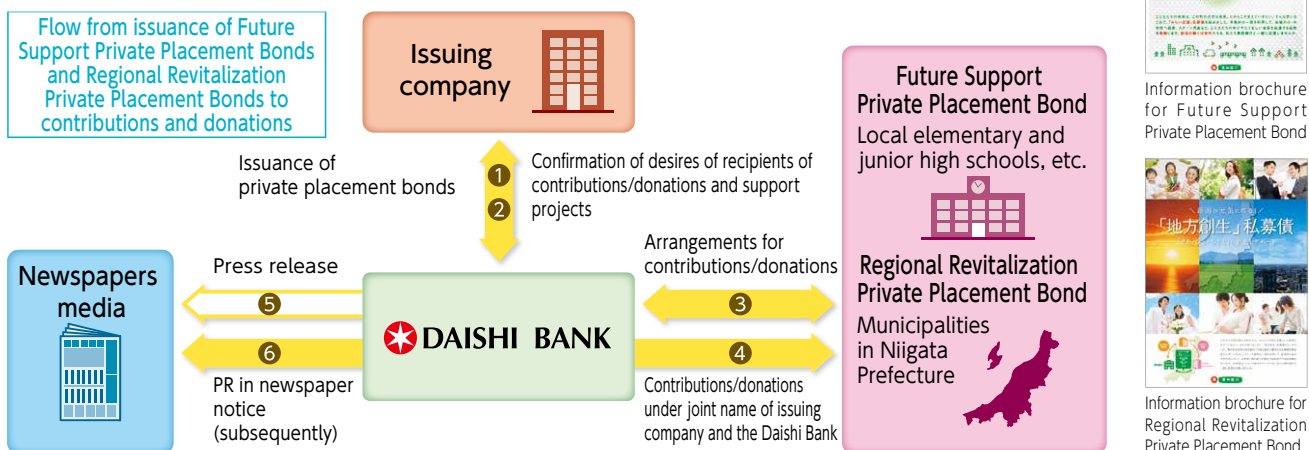 Flow from issuance of Future
Support Private Placement Bonds
and Regional Revitalization
Private Placement Bonds to
contributions and donations
Issuing
company
Issuance of
private placement bonds
1
2
Confirmation of desires of recipients of
contributions/donations and support
projects
Newspapers
media
Press release
5
6
PR in newspaper
notice
(subsequently)
DAISHI BANK
Arrangements for
contributions/donations
3
4
Contributions/donations
under joint name of issuing
company and the Daishi Bank
Future Support
Private Placement Bond
Local elementary and
junior high schools, etc.
Regional Revitalization
Private Placement Bond
Municipalities
in Niigata
Prefecture
Information brochure
for Future Support
Private Placement Bond
「地方創生」私募債
Information brochure for
Regional Revitalization
Private Placement Bond